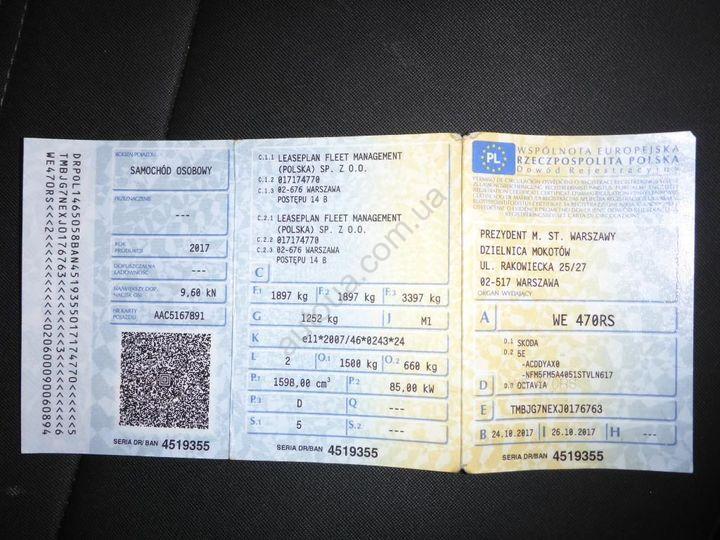 DRPOL1465058BAN4519355017174770<<<<<5
TMBJG7NEXJ0176763<<<<<<<
WE470RS<<<2<<<<<<
RODZAJ POJAZDU
SAMOCHÓD OSOBOWY
PRZEZNACZENIE
---
ROK
PRODUKCJI
2017
DOPUSZCZALNA
ŁADOWNOŚĆ
---
NAJWIĘKSZY DOP.
NACISK OSI
9,60 kN
NR KARTY
POJAZDU
AAC5167891
SERIA DR/BAN 4519355
C.1.1 LEASEPLAN FLEET MANAGEMENT
(POLSKA) SP. Z O.O.
C.1.2 017174770
C.1.3 02-676 WARSZAWA
POSTĘPU 14 B
C.2.1 LEASEPLAN FLEET MANAGEMENT
(POLSKA) SP. Z O.O.
C.2.2 017174770
C.2.3 02-676 WARSZAWA
POSTĘPU 14 B
C
F.1 1897 kg F.2 1897 kg F.3 3397 kg
G 1252 kg J M1
K e11*2007/46*0243*24
L 2 O.1 1500 kg O.2 660 kg
P.1 1598,00 cm³ P.2 85,00 kW
P.3 D Q ---
S.1 5 S.2 ---
SERIA DR/BAN 4519355
PL
WSPÓLNOTA EUROPEJSKA
RZECZPOSPOLITA POLSKA
Dowód Rejestracyjny
PREZYDENT M. ST. WARSZAWY
DZIELNICA MOKOTÓW
UL. RAKOWIECKA 25/27
02-517 WARSZAWA
ORGAN WYDAJĄCY
A WE 470RS
D.1 SKODA
D.2 5E
-ACDDYAX0
-NFM5FM5A4051STVLN617
D D.3 OCTAVIA
E TMBJG7NEXJ0176763
B 24.10.2017 I 26.10.2017 H ---
SERIA DR/BAN 4519355